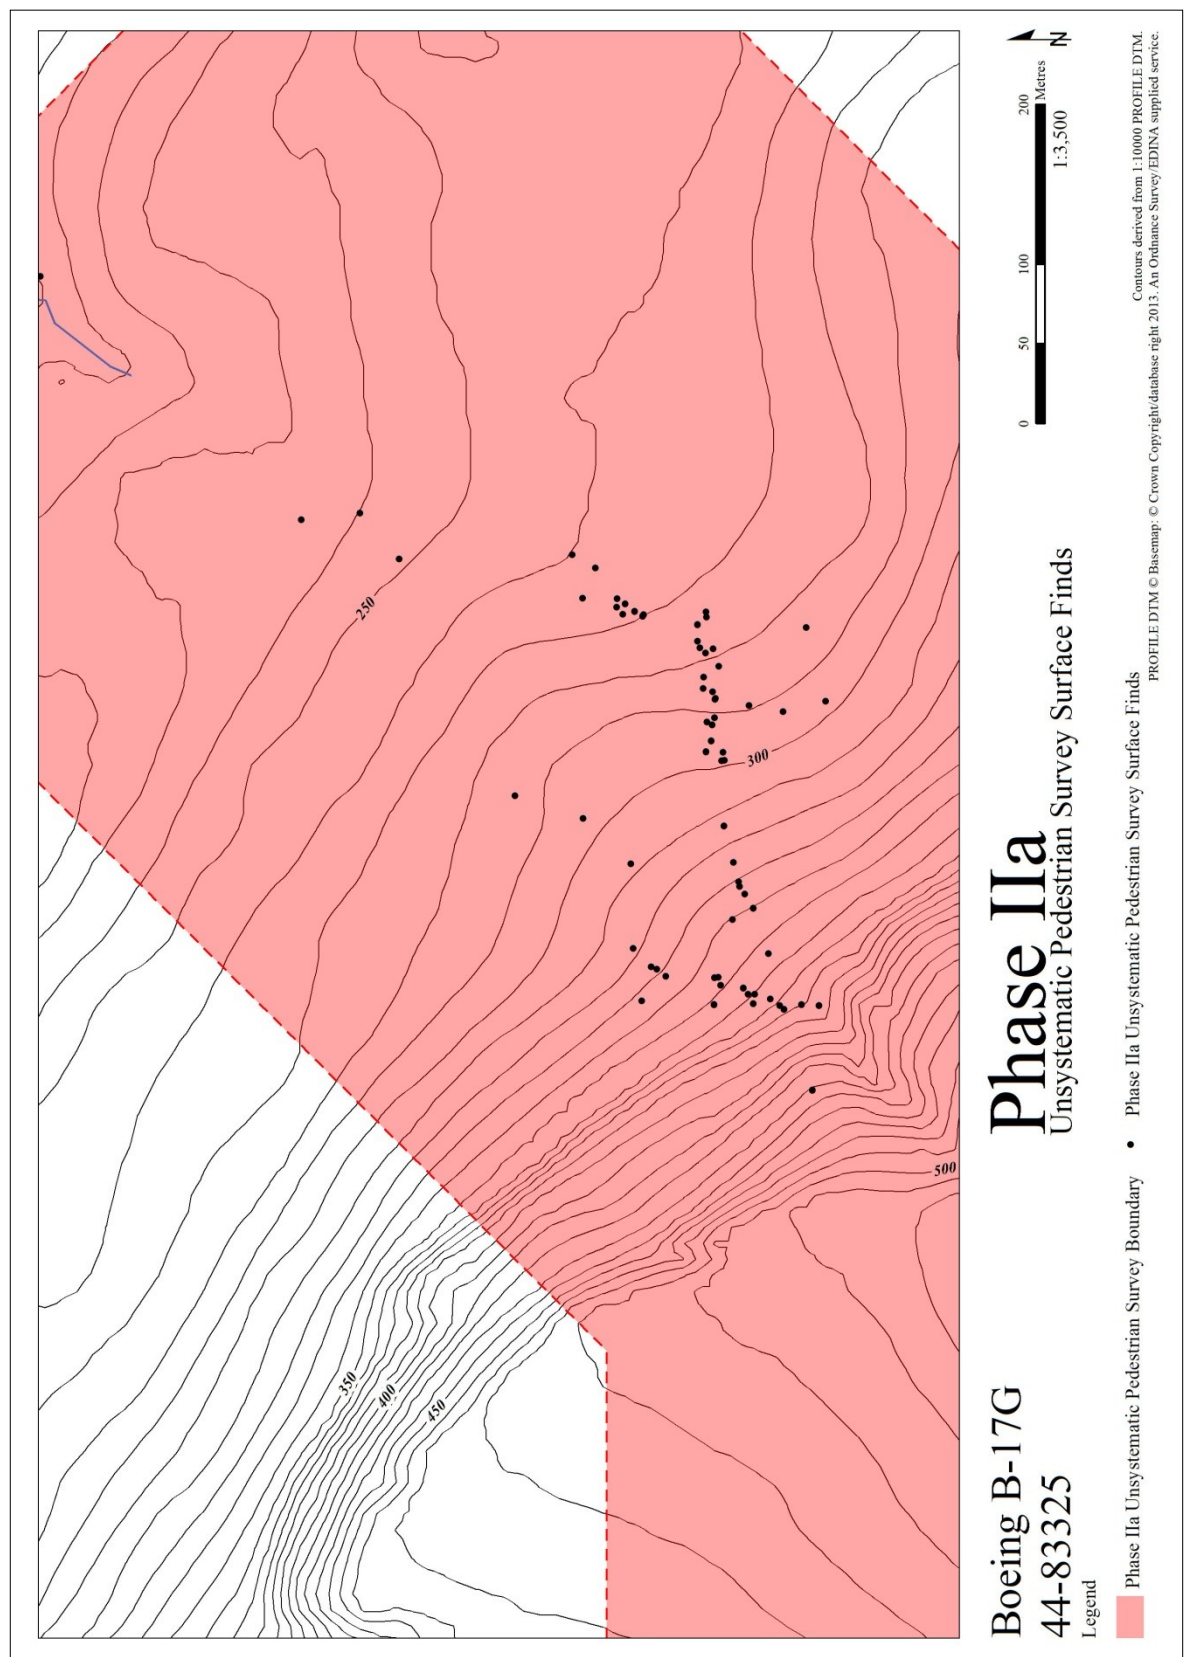 350
400
450
250
300
500
Boeing B-17G
44-83325
Phase IIa
Unsystematic Pedestrian Survey Surface Finds
0 50 100 200
Metres
1:3,500
N
Legend
Phase IIa Unsystematic Pedestrian Survey Boundary
Phase IIa Unsystematic Pedestrian Survey Surface Finds
Contours derived from 1:10000 PROFILE DTM.
PROFILE DTM © Basemap: © Crown Copyright/database right 2013. An Ordnance Survey/EDINA supplied service.